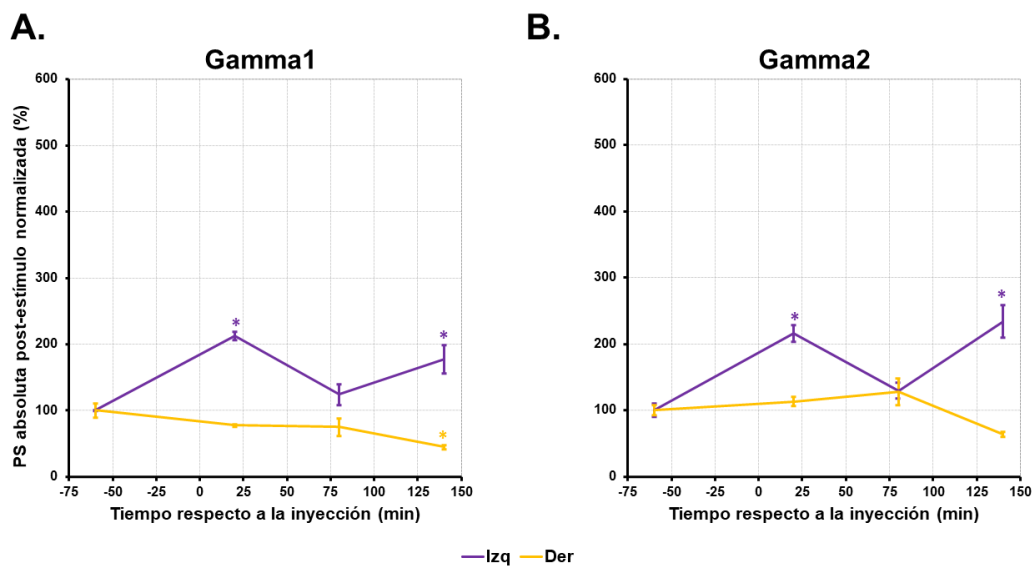 A.
Gamma1
PS absoluta post-estímulo normalizada (%)
600
500
400
300
200
100
0
*
*
*
-75 -50 -25 0 25 50 75 100 125 150
Tiempo respecto a la inyección (min)
B.
Gamma2
600
500
400
300
200
100
0
*
*
-75 -50 -25 0 25 50 75 100 125 150
Tiempo respecto a la inyección (min)
Izq Der